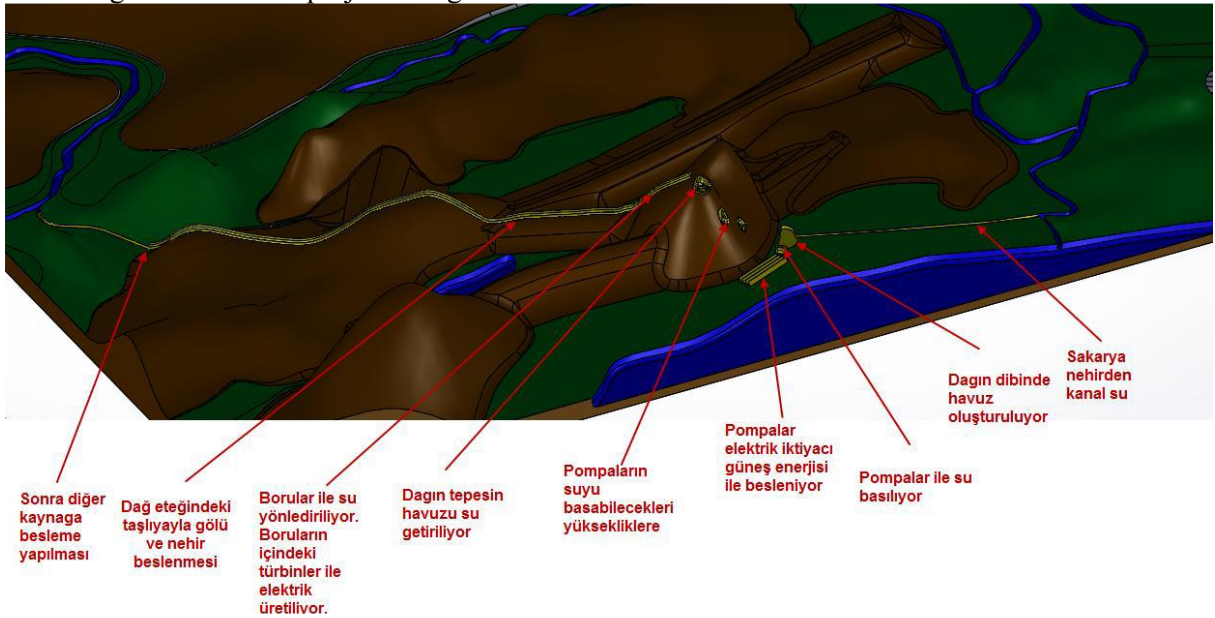 Sonra diğer
kaynaga
besleme
yapılması
Dağ eteğindeki
taşlıyayla gölü
ve nehir
beslenmesi
Borular ile su
yönlediriliyor.
Boruların
içindeki
türbinler ile
elektrik
üretiliyor.
Dagın tepesin
havuzu su
getiriliyor
Pompaların
suyu
basabilecekleri
yüksekliklere
Pompalar
elektrik iktiyacı
güneş enerjisi
ile besleniyor
Pompalar ile su
basılıyor
Dagın dibinde
havuz
oluşturuluyor
Sakarya
nehirden
kanal su